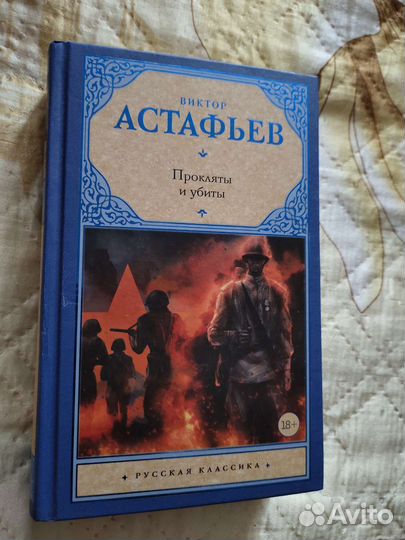 ВИКТОР
АСТАФЬЕВ
Прокляты
и убиты
18+
РУССКАЯ КЛАССИКА
Avito